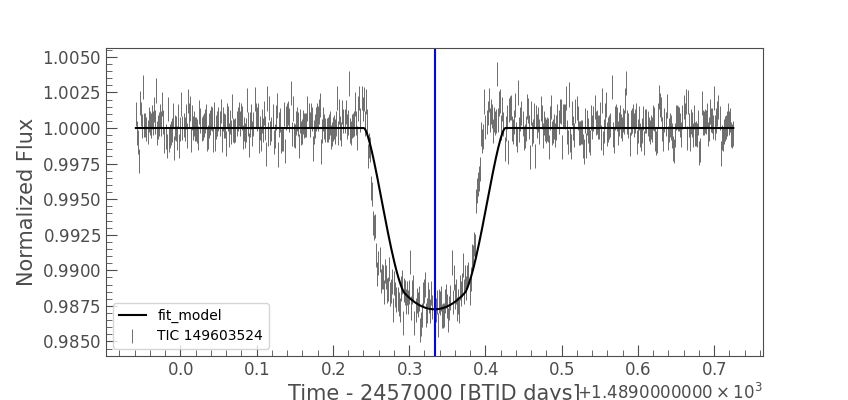 1.0050
1.0025
1.0000
0.9975
0.9950
0.9925
0.9900
0.9875
0.9850
Normalized Flux
fit_model
TIC 149603524
0.0 0.1 0.2 0.3 0.4 0.5 0.6 0.7
Time - 2457000 [BTJD days]
+1.4890000000 × 10³